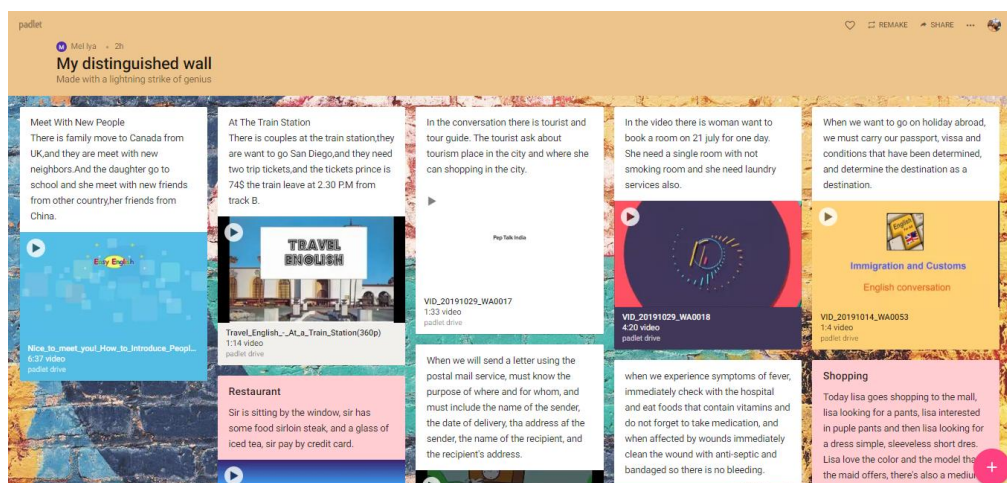 padlet
REMAKE
SHARE
M
Mel Iya • 2h
My distinguished wall
Made with a lightning strike of genius
Meet With New People
There is family move to Canada from
UK,and they are meet with new
neighbors.And the daughter go to
school and she meet with new friends
from other country,her friends from
China.
Easy English
Nice_to_meet_you!_How_to_Introduce_Peopl...
6:37 video
padlet drive
At The Train Station
There is couples at the train station,they
are want to go San Diego,and they need
two trip tickets,and the tickets prince is
74$ the train leave at 2.30 P.M from
track B.
TRAVEL
ENGLISH
Travel_English_-_At_a_Train_Station(360p)
1:14 video
padlet drive
Restaurant
Sir is sitting by the window, sir has
some food sirloin steak, and a glass of
iced tea, sir pay by credit card.
In the conversation there is tourist and
tour guide. The tourist ask about
tourism place in the city and where she
can shopping in the city.
Pep Talk India
VID_20191029_WA0017
1:33 video
padlet drive
When we will send a letter using the
postal mail service, must know the
purpose of where and for whom, and
must include the name of the sender,
the date of delivery, tha address af the
sender, the name of the recipient, and
the recipient's address.
In the video there is woman want to
book a room on 21 july for one day.
She need a single room with not
smoking room and she need laundry
services also.
VID_20191029_WA0018
4:20 video
padlet drive
when we experience symptoms of fever,
immediately check with the hospital
and eat foods that contain vitamins and
do not forget to take medication, and
when affected by wounds immediately
clean the wound with anti-septic and
bandaged so there is no bleeding.
When we want to go on holiday abroad,
we must carry our passport, vissa and
conditions that have been determined,
and determine the destination as a
destination.
English
Immigration and Customs
English conversation
VID_20191014_WA0053
1:4 video
padlet drive
Shopping
Today lisa goes shopping to the mall,
lisa looking for a pants, lisa interested
in puple pants and then lisa looking for
a dress simple, sleeveless short dres.
Lisa love the color and the model tha
the maid offers, there's also a mediu